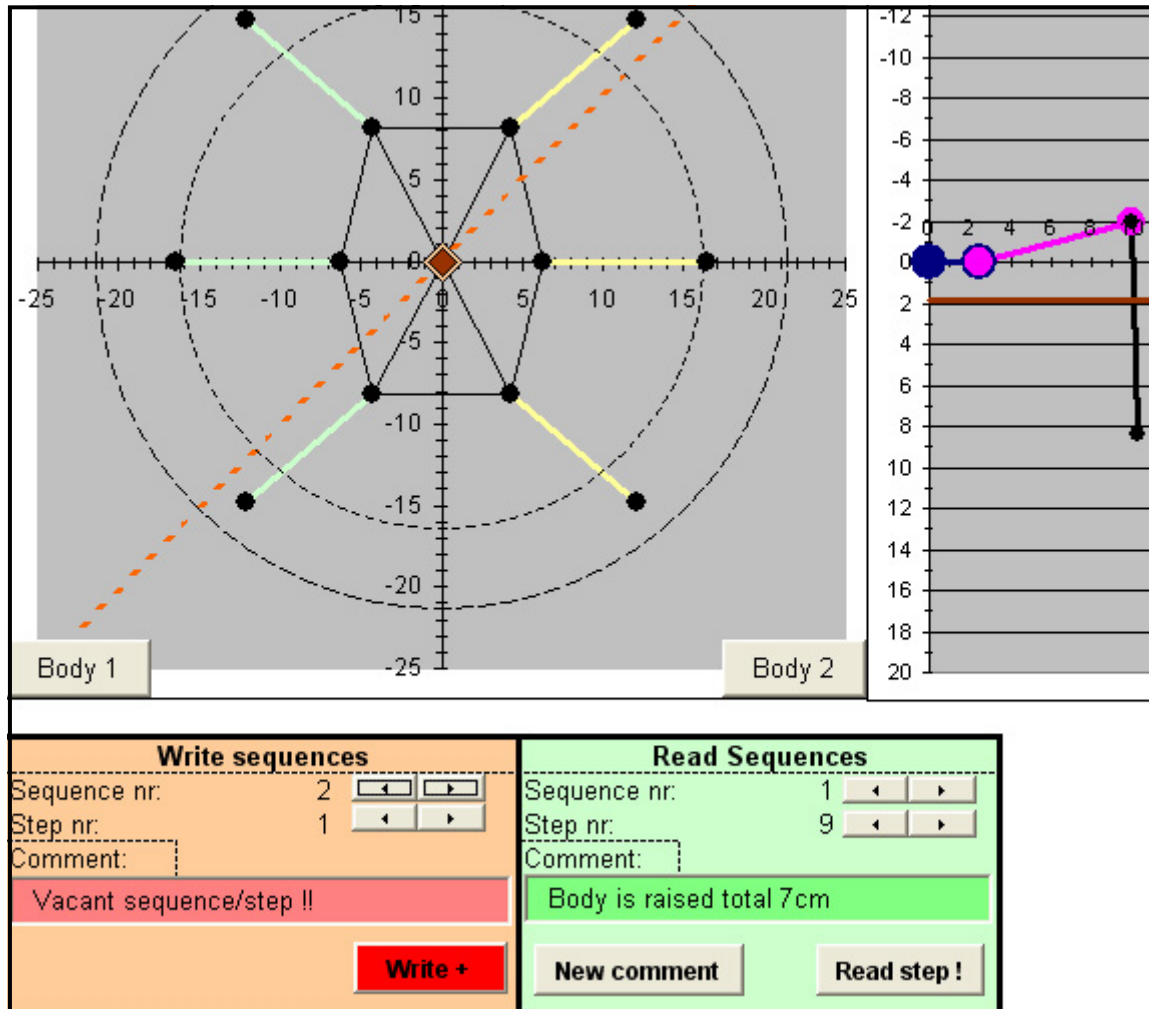 15
10
5
0
-25 -20 -15 -10 -5 0 5 10 15 20 25
-5
-10
-15
-20
-25
-12
-10
-8
-6
-4
-2
0 2 4 6 8 10
0
2
4
6
8
10
12
14
16
18
20
Body 1
Body 2
Write sequences
Sequence nr: 2
Step nr: 1
Comment:
Vacant sequence/step !!
Write +
Read Sequences
Sequence nr: 1
Step nr: 9
Comment:
Body is raised total 7cm
New comment
Read step !